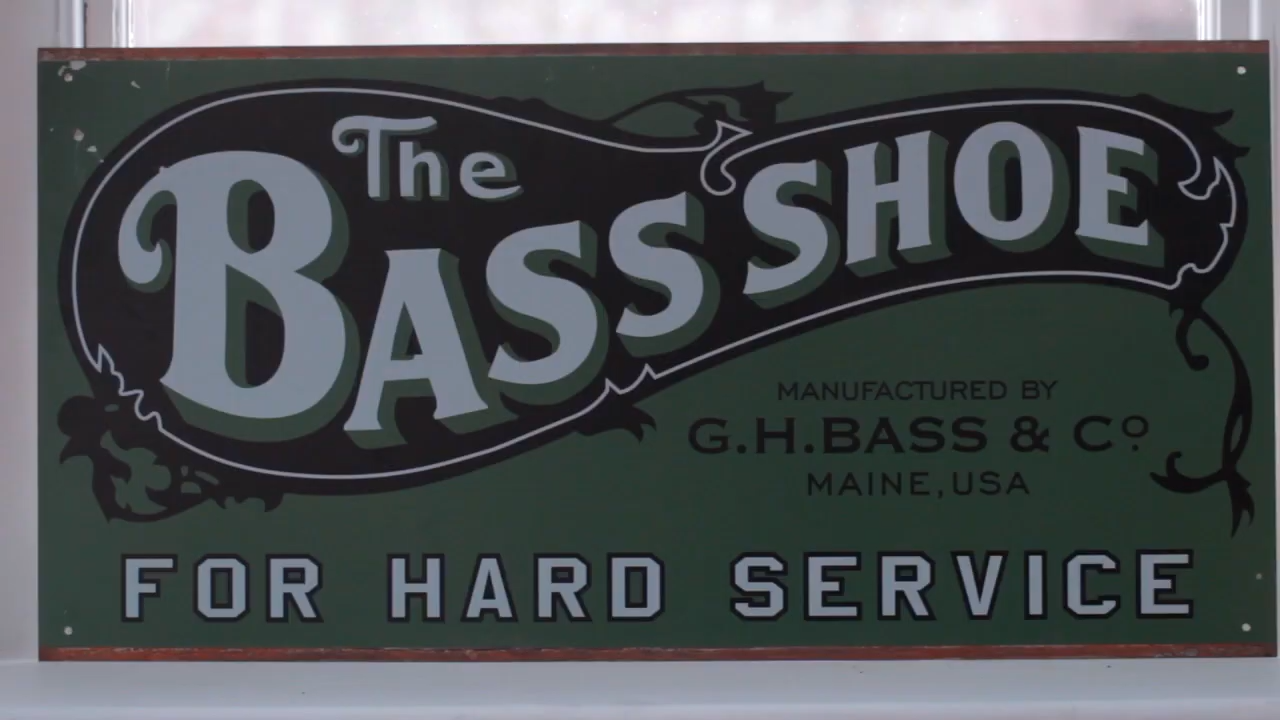 The
BASS SHOE
MANUFACTURED BY
G.H.BASS & Cº
MAINE, USA
FOR HARD SERVICE